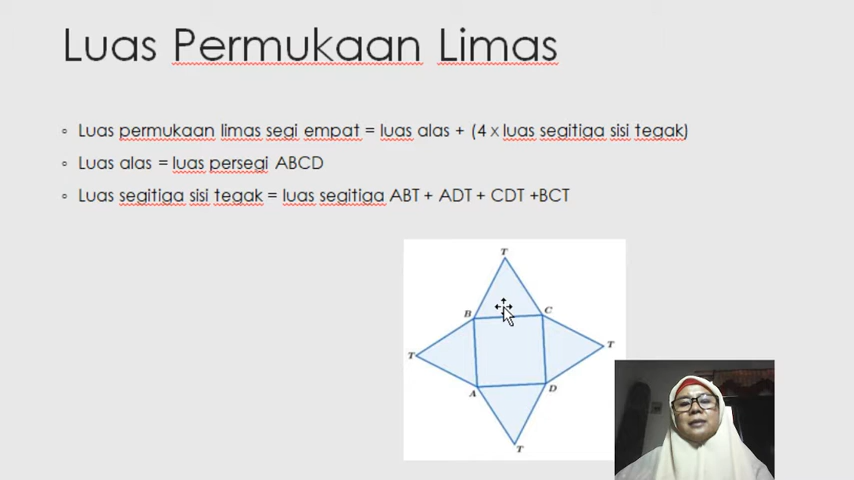 Luas Permukaan Limas
Luas permukaan limas segi empat = luas alas + (4 x luas segitiga sisi tegak)
Luas alas = luas persegi ABCD
Luas segitiga sisi tegak = luas segitiga ABT + ADT + CDT +BCT
T
B
C
T
T
A
D
T